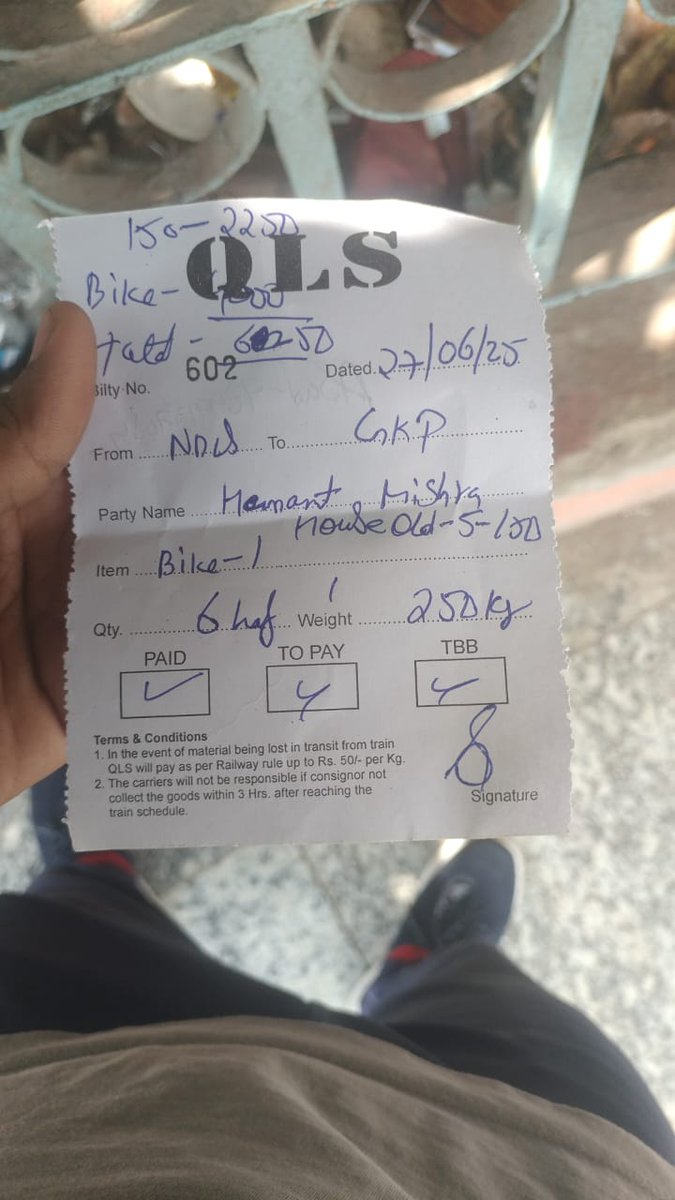 150-2250
QLS
Bike-
- 6250
602
Bilty No.
Dated. 27/06/25
From To GKP
Party Name Hemant Mishra
House Old-5-150
Item Bike-1
Qty. 6 Weight 250 kg
PAID TO PAY TBB
Terms & Conditions
1. In the event of material being lost in transit from train
QLS will pay as per Railway rule up to Rs. 50/- per Kg.
2. The carriers will not be responsible if consignor not
collect the goods within 3 Hrs. after reaching the
train schedule.
Signature